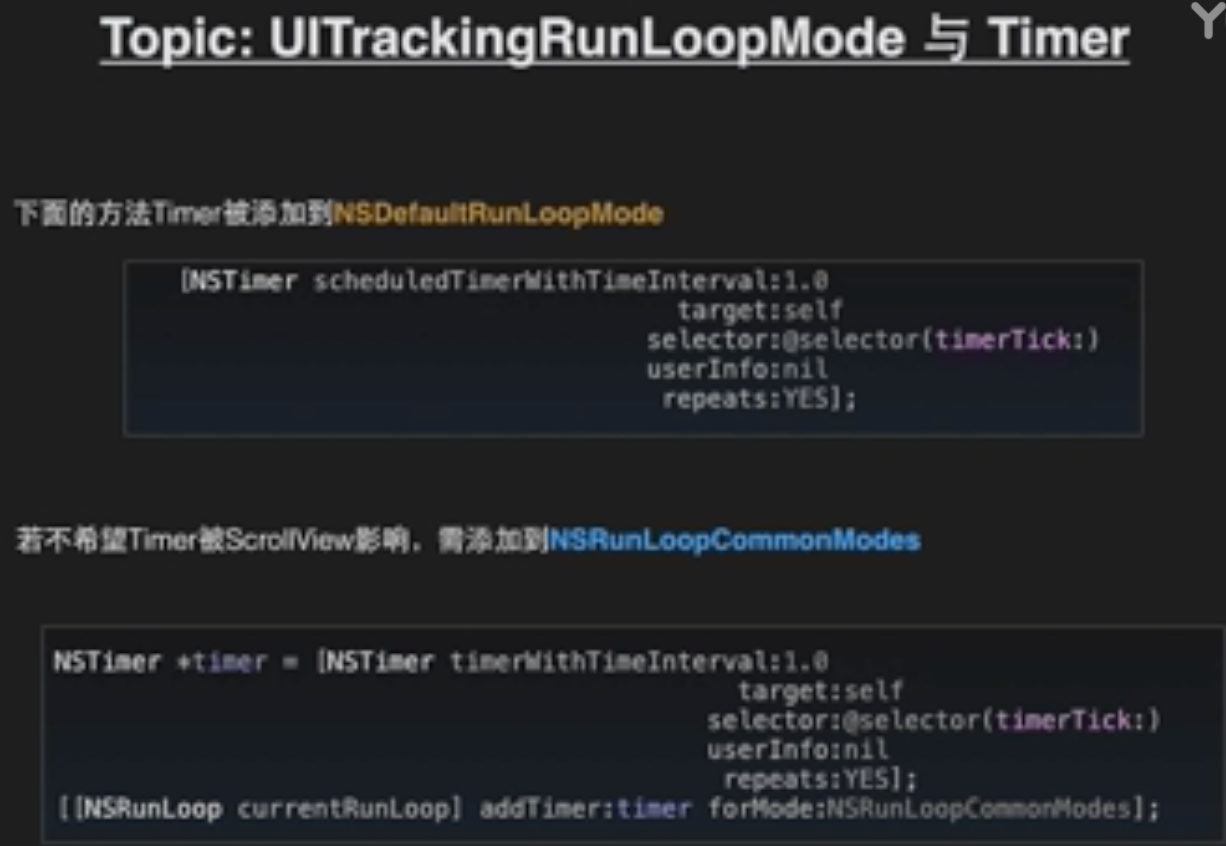 Topic: UITrackingRunLoopMode 与 Timer
Y
下面的方法Timer被添加到NSDefaultRunLoopMode
[NSTimer scheduledTimerWithTimeInterval:1.0
target:self
selector:@selector(timerTick:)
userInfo:nil
repeats:YES];
若不希望Timer被ScrollView影响，需添加到NSRunLoopCommonModes
NSTimer *timer = [NSTimer timerWithTimeInterval:1.0
target:self
selector:@selector(timerTick:)
userInfo:nil
repeats:YES];
[[NSRunLoop currentRunLoop] addTimer:timer forMode:NSRunLoopCommonModes];